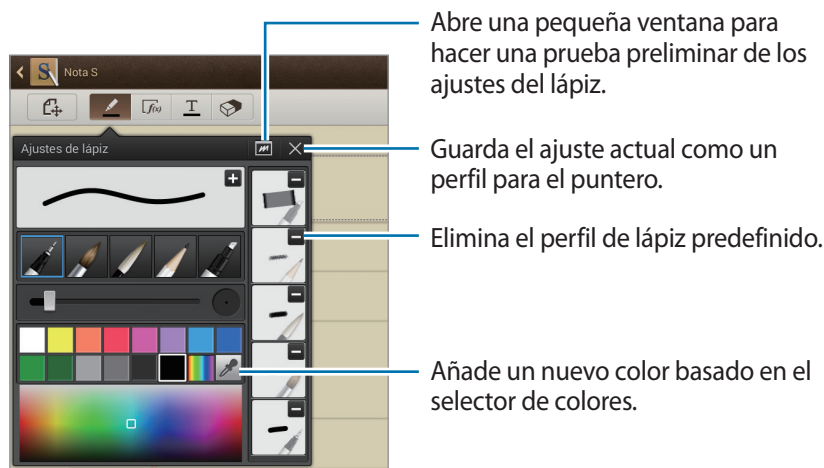 Abre una pequeña ventana para
hacer una prueba preliminar de los
ajustes del lápiz.
Nota S
f(x)
T
Ajustes de lápiz
Guarda el ajuste actual como un
perfil para el puntero.
Elimina el perfil de lápiz predefinido.
Añade un nuevo color basado en el
selector de colores.